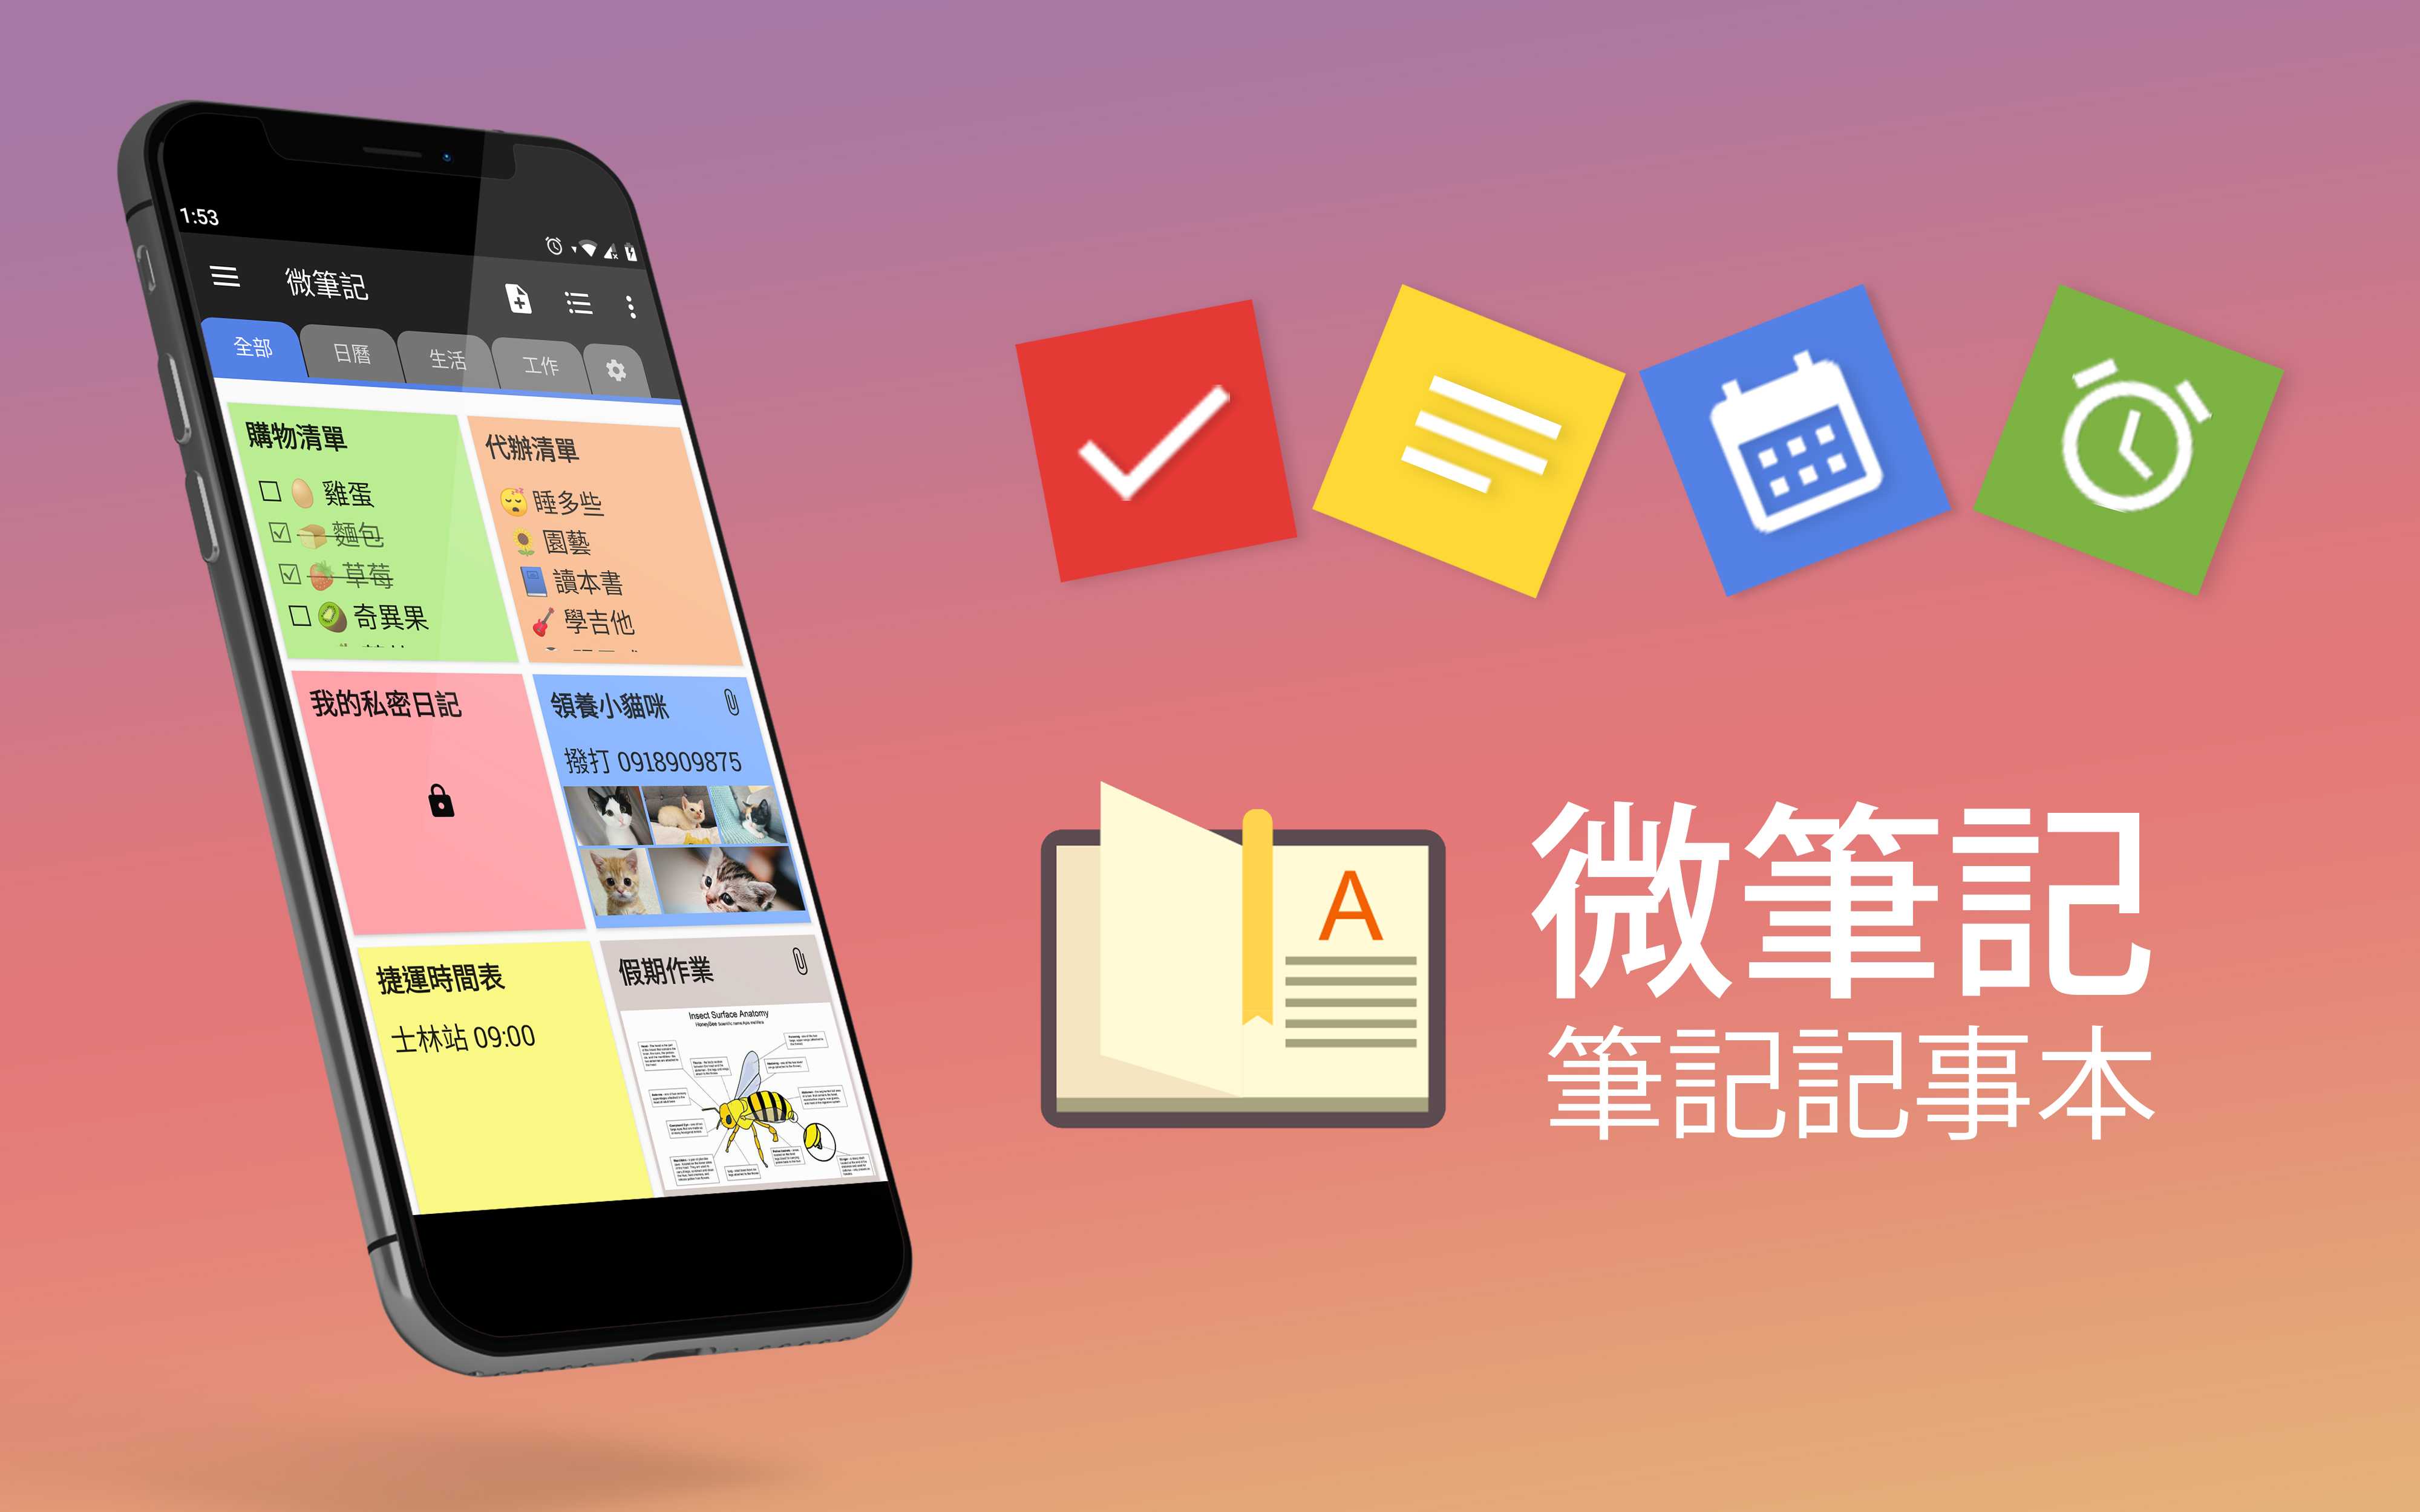 1:53
微筆記
全部
日曆
生活
工作
購物清單
雞蛋
麵包
草莓
奇異果
代辦清單
睡多些
園藝
讀本書
學吉他
我的私密日記
領養小貓咪
撥打 0918909875
捷運時間表
士林站 09:00
假期作業
Insect Surface Anatomy
A
微筆記
筆記記事本